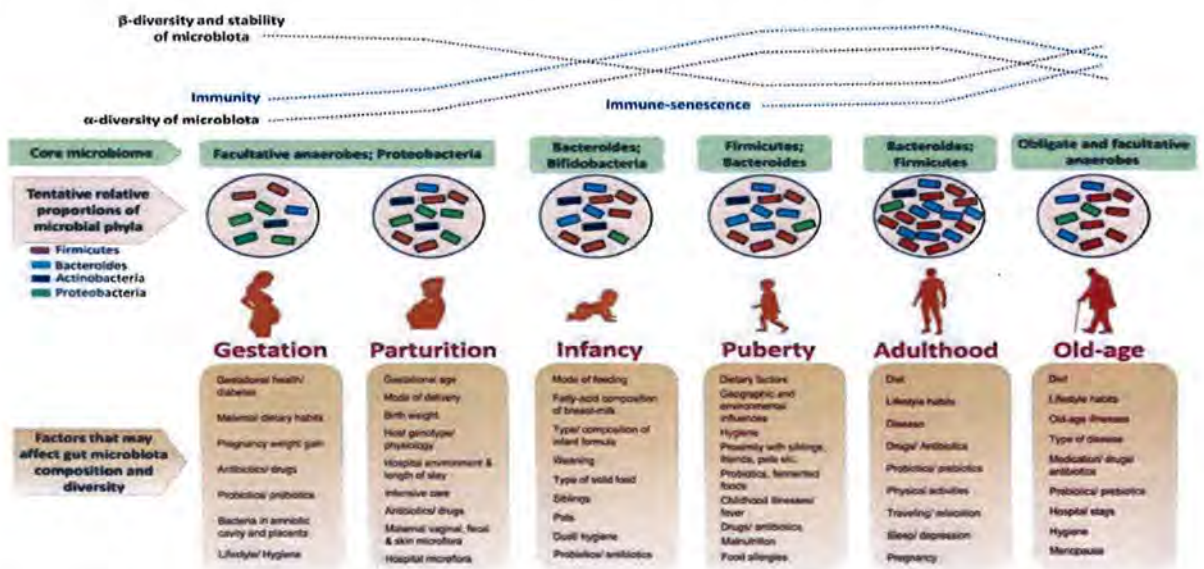 β-diversity and stability
of microbiota
Immunity
α-diversity of microbiota
Immune-senescence
Core microbiome
Facultative anaerobes; Proteobacteria
Bacteroides;
Bifidobacteria
Firmicutes;
Bacteroides
Bacteroides;
Firmicutes
Obligate and facultative
anaerobes
Tentative relative
proportions of
microbial phyla
Firmicutes
Bacteroides
Actinobacteria
Proteobacteria
Gestation
Parturition
Infancy
Puberty
Adulthood
Old-age
Factors that may
affect gut microbiota
composition and
diversity
Gestational health/
diabetes
Maternal dietary habits
Pregnancy weight gain
Antibiotics/ drugs
Probiotics/ prebiotics
Bacteria in amniotic
cavity and placenta
Lifestyle/ Hygiene
Gestational age
Mode of delivery
Birth weight
Host genotype/
physiology
Hospital environment &
length of stay
Intensive care
Antibiotics/ drugs
Maternal vaginal, fecal
& skin microflora
Hospital microflora
Mode of feeding
Fatty-acid composition
of breast-milk
Type/ composition of
infant formula
Weaning
Type of solid food
Siblings
Pets
Dust/ hygiene
Probiotics/ antibiotics
Dietary factors
Geographic and
environmental
influences
Hygiene
Proximity with siblings,
friends, pets etc.
Probiotics, fermented
foods
Childhood illnesses/
fever
Drugs/ antibiotics
Malnutrition
Food allergies
Diet
Lifestyle habits
Disease
Drugs/ Antibiotics
Probiotics/ prebiotics
Physical activities
Traveling/ relocation
Sleep/ depression
Pregnancy
Diet
Lifestyle habits
Old-age illnesses
Type of disease
Medication/ drugs/
antibiotics
Probiotics/ prebiotics
Hospital stays
Hygiene
Menopause